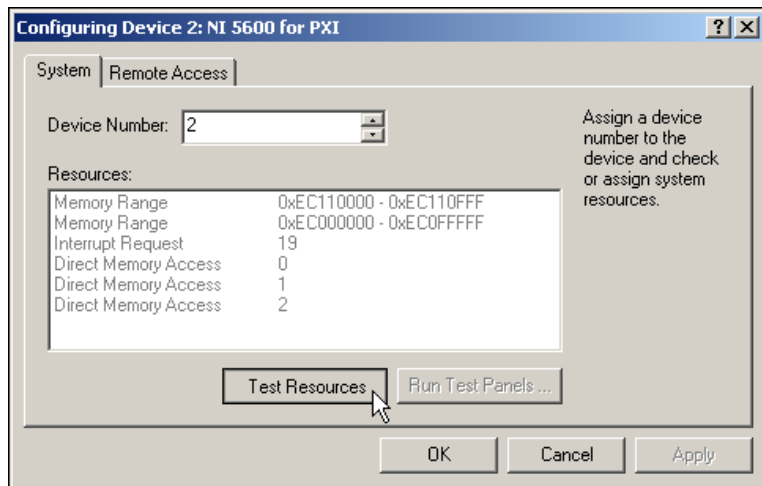 Configuring Device 2: NI 5600 for PXI
System
Remote Access
Device Number: 2
Assign a device
number to the
device and check
or assign system
resources.
Resources:
Memory Range 0xEC110000 - 0xEC110FFF
Memory Range 0xEC000000 - 0xEC0FFFFF
Interrupt Request 19
Direct Memory Access 0
Direct Memory Access 1
Direct Memory Access 2
Test Resources
Run Test Panels ...
OK
Cancel
Apply